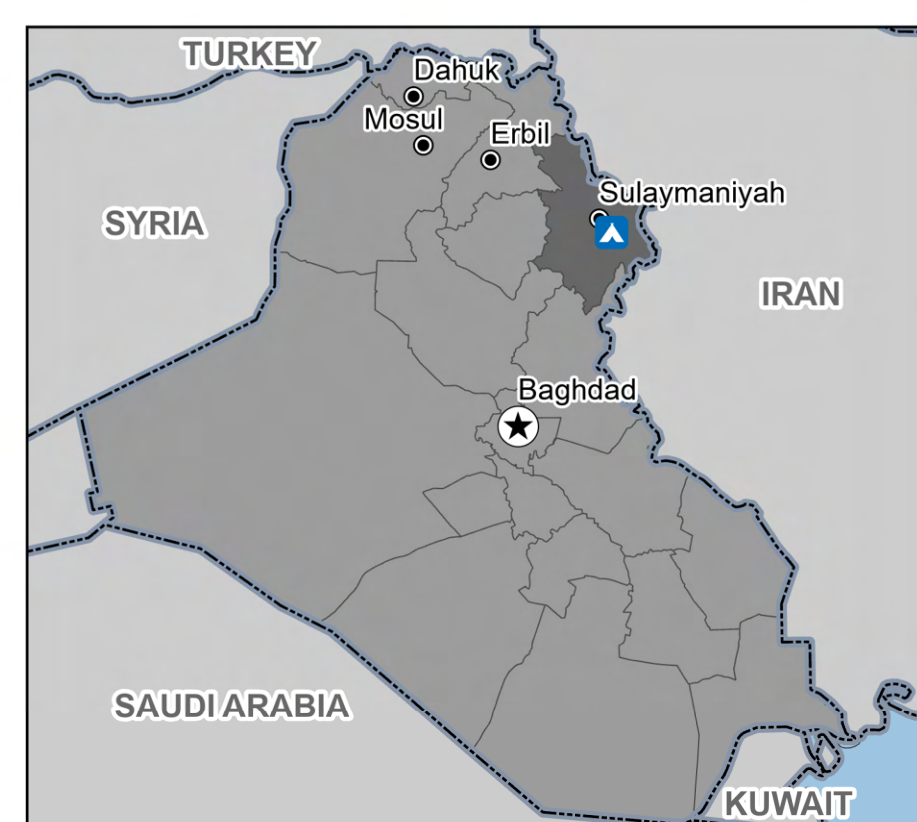 TURKEY
Dahuk
Mosul
Erbil
Sulaymaniyah
SYRIA
IRAN
Baghdad
SAUDI ARABIA
KUWAIT